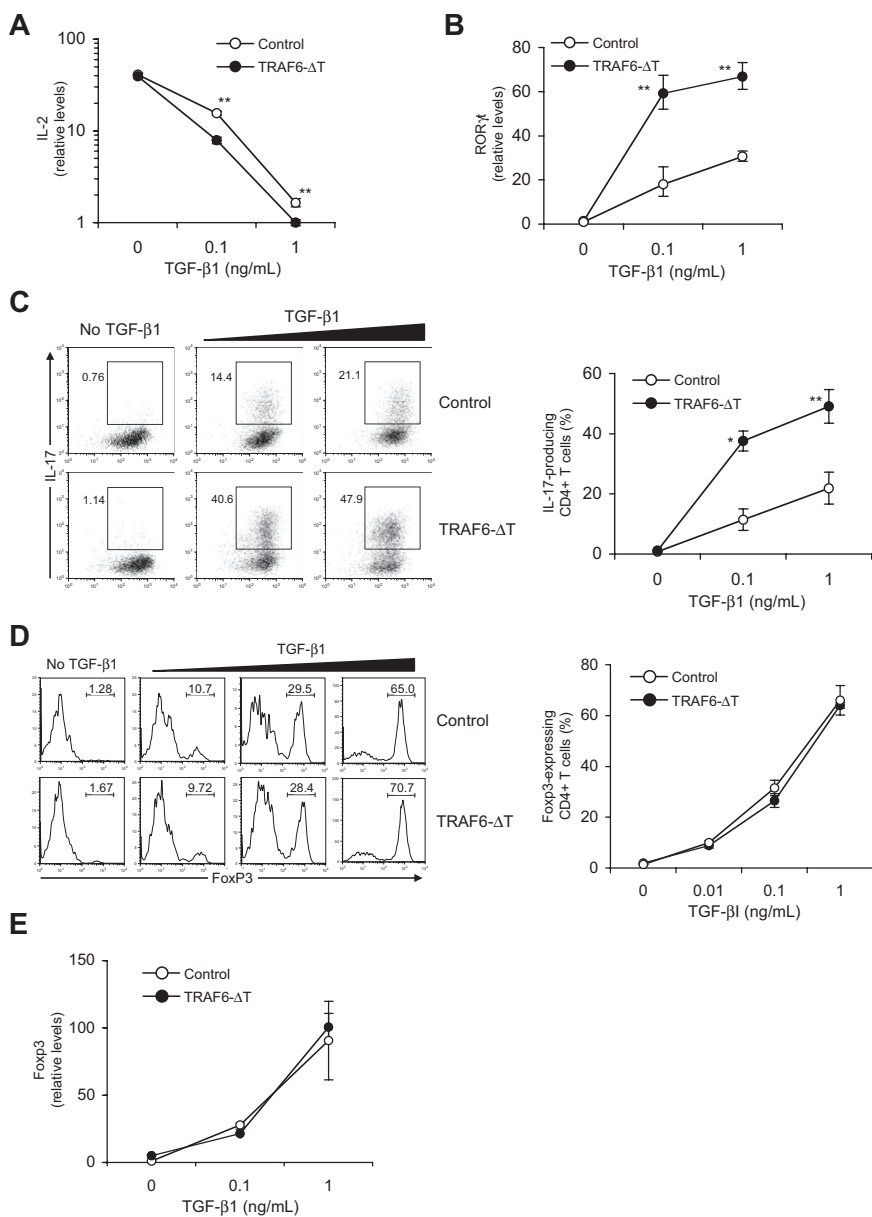 A
100
10
1
IL-2
(relative levels)
Control
TRAF6-ΔT
**
**
0 0.1 1
TGF-β1 (ng/mL)
B
80
60
40
20
0
RORγt
(relative levels)
Control
TRAF6-ΔT
**
**
0 0.1 1
TGF-β1 (ng/mL)
C
No TGF-β1
TGF-β1
0.76
14.4
21.1
Control
1.14
40.6
47.9
TRAF6-ΔT
IL-17
60
40
20
0
IL-17-producing
CD4+ T cells (%)
Control
TRAF6-ΔT
*
**
0 0.1 1
TGF-β1 (ng/mL)
D
No TGF-β1
TGF-β1
1.28
10.7
29.5
65.0
Control
1.67
9.72
28.4
70.7
TRAF6-ΔT
FoxP3
80
60
40
20
0
Foxp3-expressing
CD4+ T cells (%)
Control
TRAF6-ΔT
0 0.01 0.1 1
TGF-βI (ng/mL)
E
150
100
50
0
Foxp3
(relative levels)
Control
TRAF6-ΔT
0 0.1 1
TGF-β1 (ng/mL)